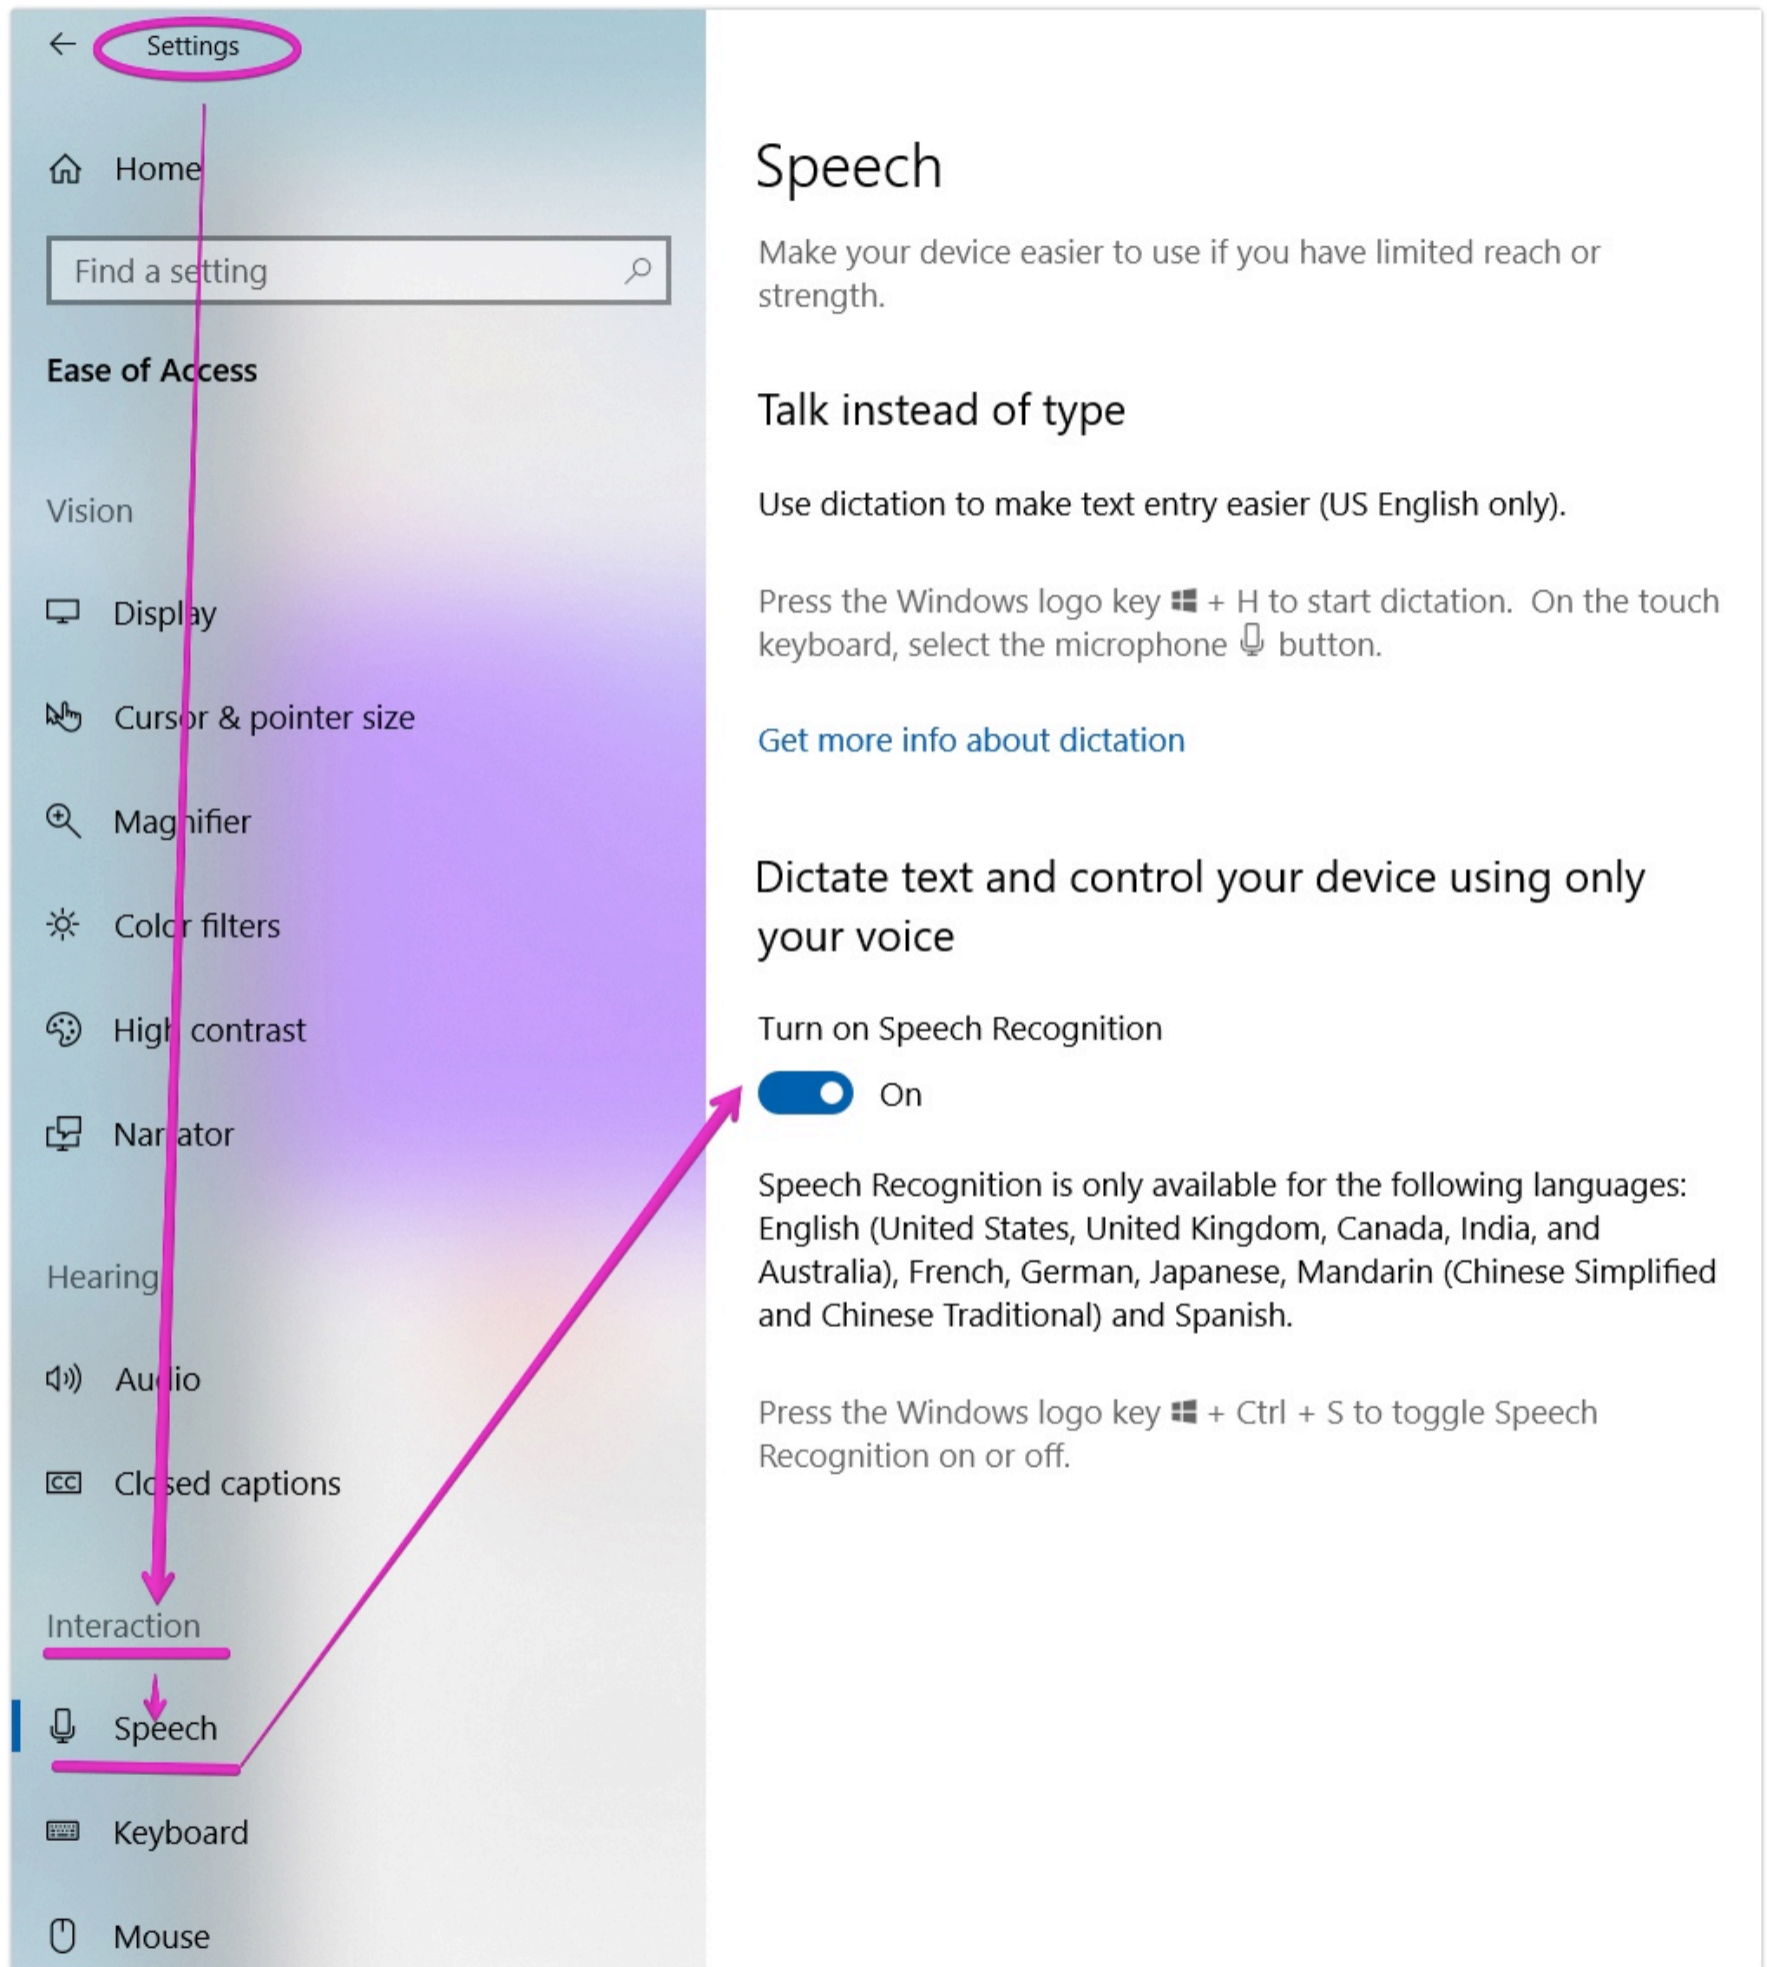 Settings
Home
Find a setting
Ease of Access
Vision
Display
Cursor & pointer size
Magnifier
Color filters
High contrast
Narrator
Hearing
Audio
Closed captions
Interaction
Speech
Keyboard
Mouse
Speech
Make your device easier to use if you have limited reach or
strength.
Talk instead of type
Use dictation to make text entry easier (US English only).
Press the Windows logo key + H to start dictation. On the touch
keyboard, select the microphone button.
Get more info about dictation
Dictate text and control your device using only
your voice
Turn on Speech Recognition
On
Speech Recognition is only available for the following languages:
English (United States, United Kingdom, Canada, India, and
Australia), French, German, Japanese, Mandarin (Chinese Simplified
and Chinese Traditional) and Spanish.
Press the Windows logo key + Ctrl + S to toggle Speech
Recognition on or off.